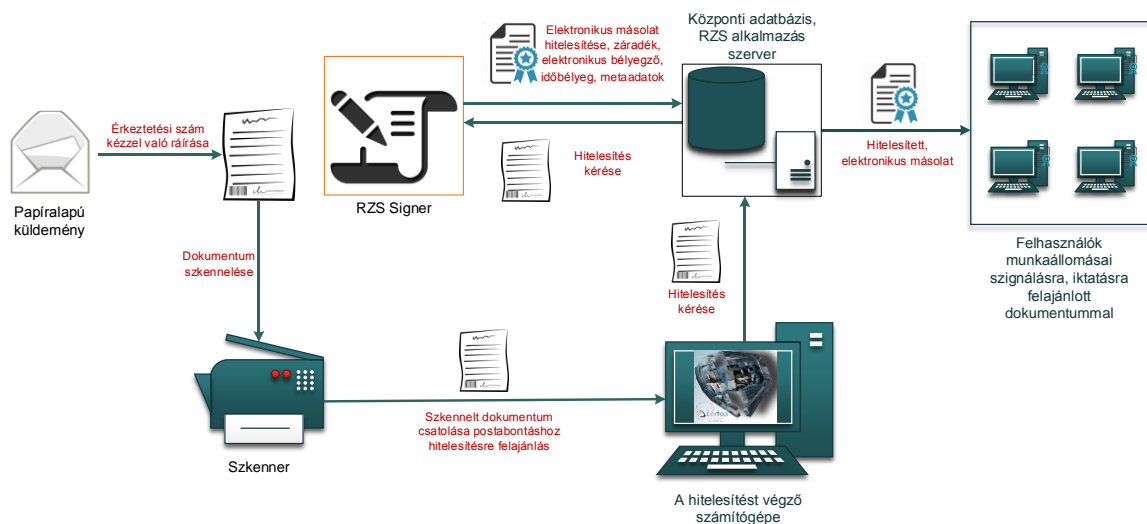 Papíralapú
küldemény
Érkeztetési szám
kézzel való ráírása
Dokumentum
szkennelése
RZS Signer
Elektronikus másolat
hitelesítése, záradék,
elektronikus bélyegző,
időbélyeg, metaadatok
Hitelesítés
kérése
Központi adatbázis,
RZS alkalmazás
szerver
Hitelesített,
elektronikus másolat
Felhasználók
munkaállomásai
szignálásra, iktatásra
felajánlott
dokumentummal
Szkenner
Szkennelt dokumentum
csatolása postabontáshoz
hitelesítésre felajánlás
Hitelesítés
kérése
certop
A hitelesítést végző
számítógépe